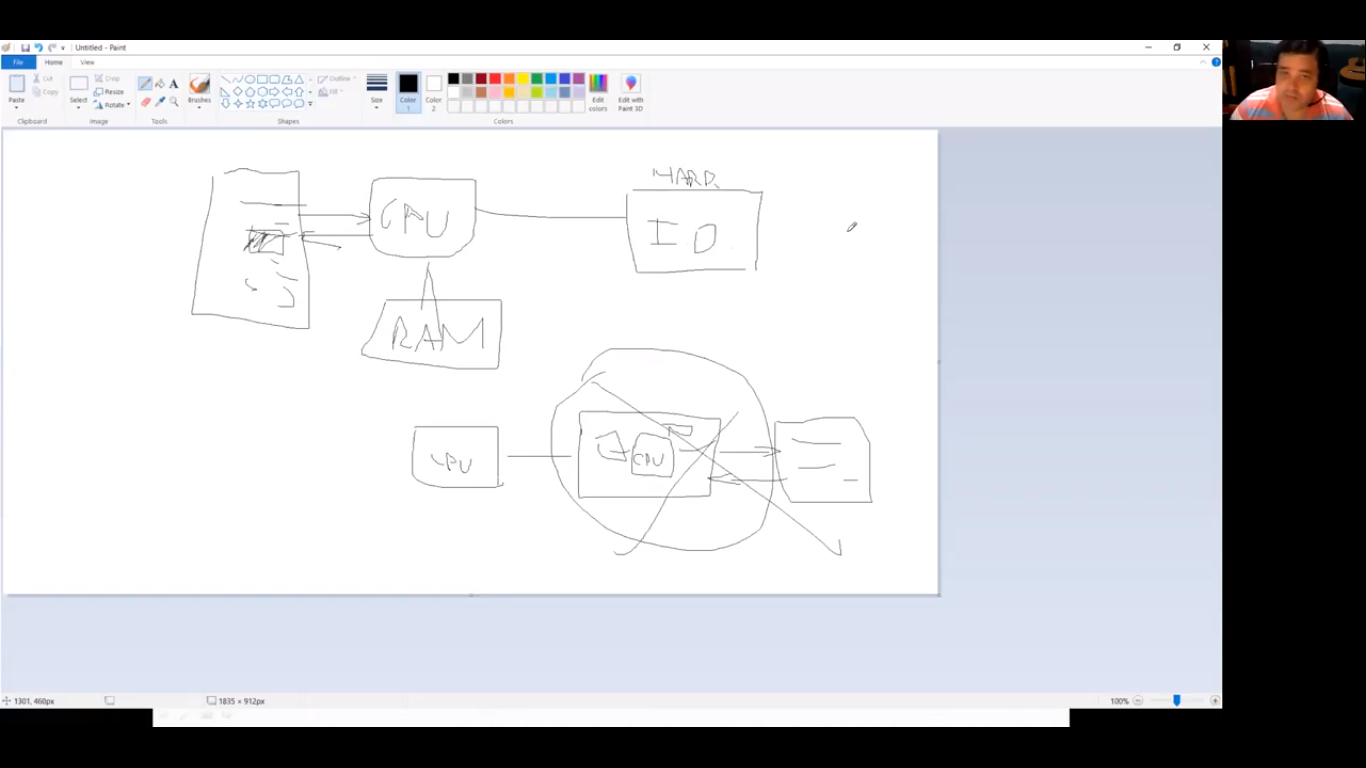 Untitled - Paint
File
Home
View
Paste
Cut
Copy
Clipboard
Select
Crop
Resize
Rotate
Image
Tools
Brushes
Shapes
Outline
Fill
Size
Color 1
Color 2
Edit colors
Edit with Paint 3D
Colors
HARD
CPU
I O
RAM
CPU
CPU
1301, 460px
1835 × 912px
100%